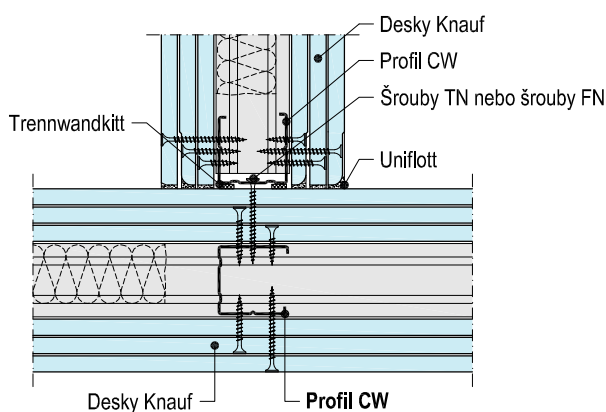 Desky Knauf
Profil CW
Šrouby TN nebo šrouby FN
Trennwandkitt
Uniflott
Desky Knauf
Profil CW